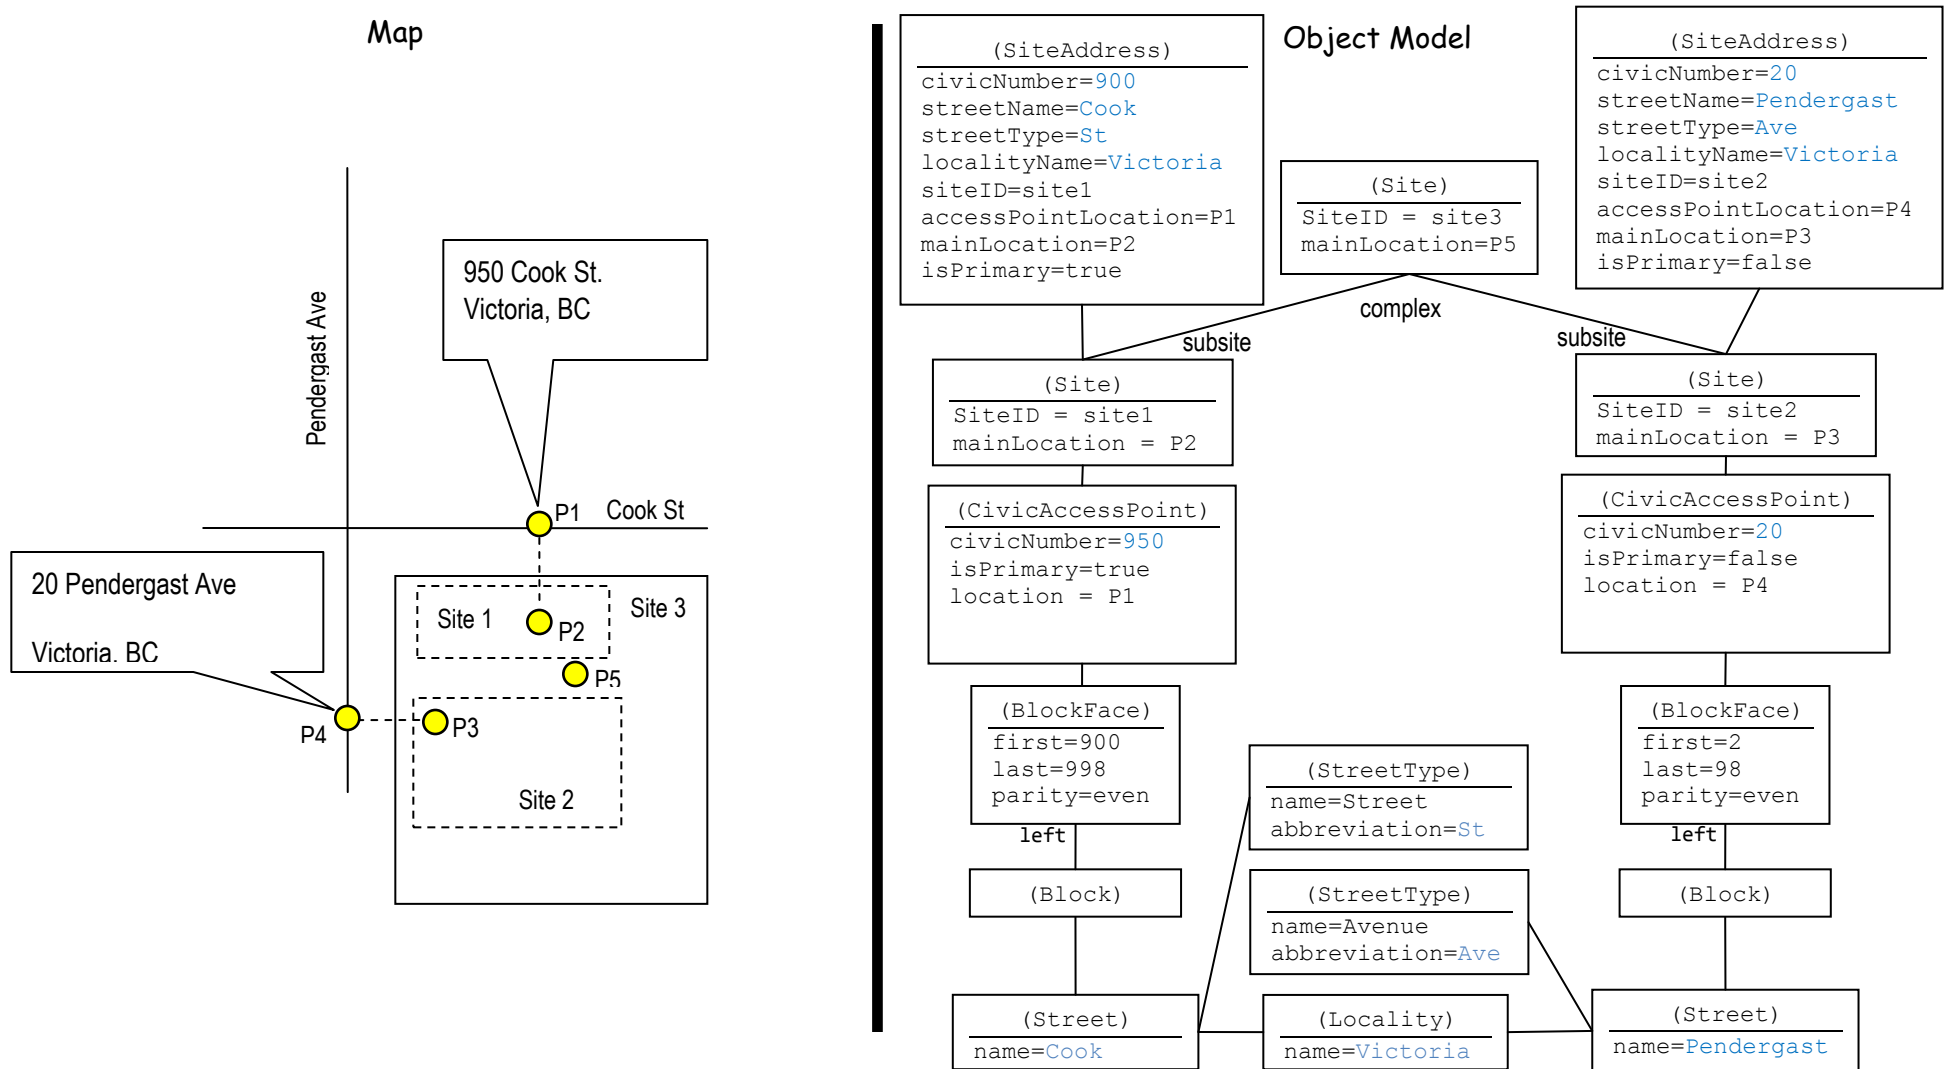 Map
Pendergast Ave
950 Cook St.
Victoria, BC
P1
Cook St
20 Pendergast Ave
Victoria, BC
P4
Site 1
P2
Site 3
P5
P3
Site 2
Object Model
(SiteAddress)
civicNumber=900
streetName=Cook
streetType=St
localityName=Victoria
siteID=site1
accessPointLocation=P1
mainLocation=P2
isPrimary=true
(Site)
SiteID = site3
mainLocation=P5
(SiteAddress)
civicNumber=20
streetName=Pendergast
streetType=Ave
localityName=Victoria
siteID=site2
accessPointLocation=P4
mainLocation=P3
isPrimary=false
complex
subsite
subsite
(Site)
SiteID = site1
mainLocation = P2
(Site)
SiteID = site2
mainLocation = P3
(CivicAccessPoint)
civicNumber=950
isPrimary=true
location = P1
(CivicAccessPoint)
civicNumber=20
isPrimary=false
location = P4
(BlockFace)
first=900
last=998
parity=even
left
(BlockFace)
first=2
last=98
parity=even
left
(StreetType)
name=Street
abbreviation=St
(StreetType)
name=Avenue
abbreviation=Ave
(Block)
(Block)
(Street)
name=Cook
(Locality)
name=Victoria
(Street)
name=Pendergast